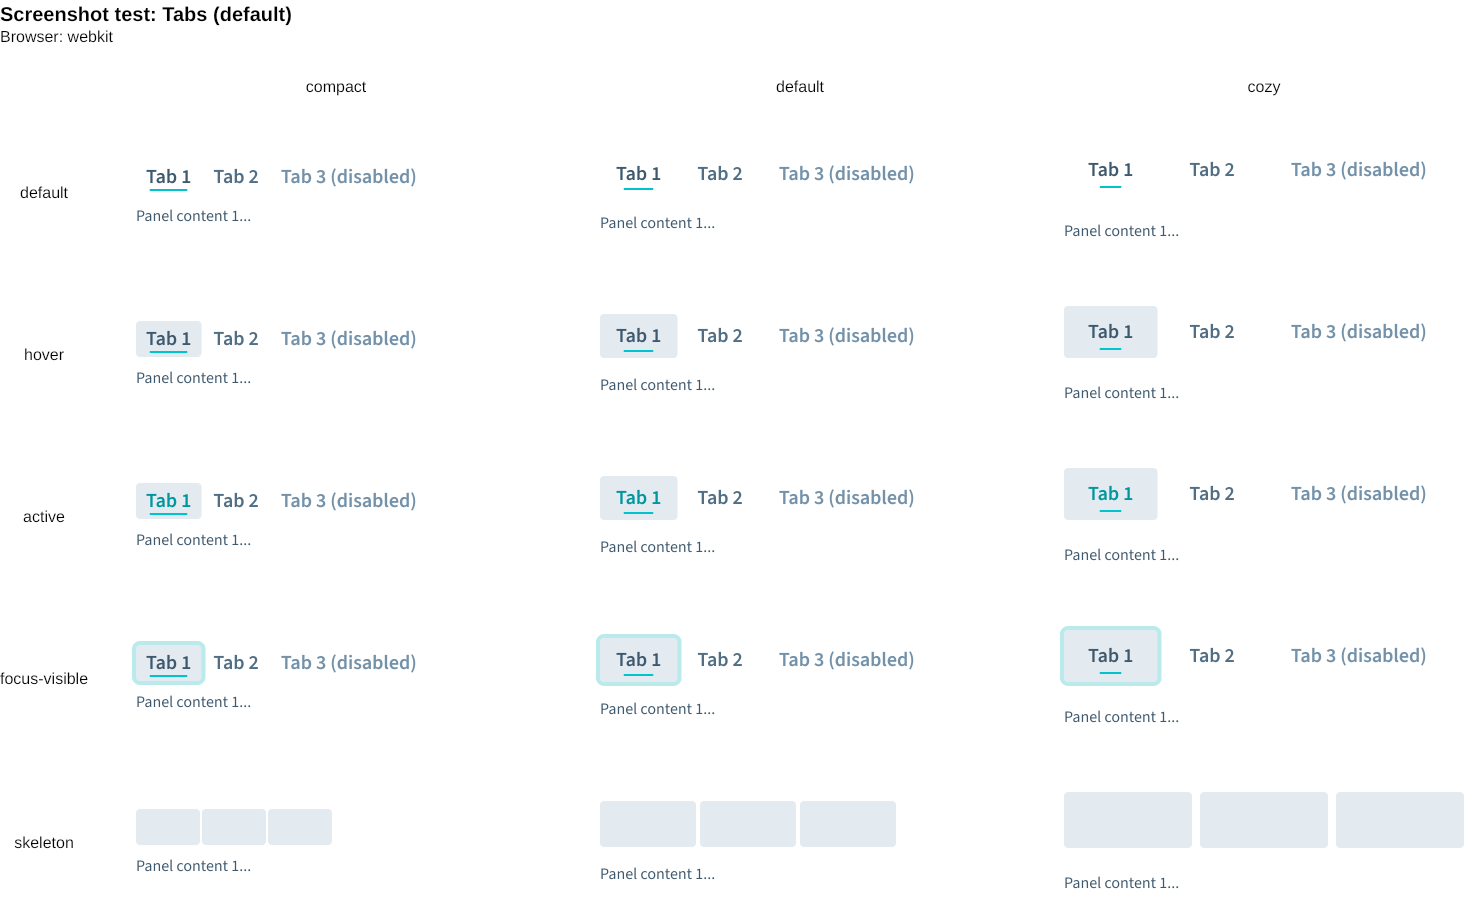 Screenshot test: Tabs (default)
Browser: webkit
compact default cozy
default
Tab 1 Tab 2 Tab 3 (disabled)
Panel content 1...
Tab 1 Tab 2 Tab 3 (disabled)
Panel content 1...
Tab 1 Tab 2 Tab 3 (disabled)
Panel content 1...
hover
Tab 1 Tab 2 Tab 3 (disabled)
Panel content 1...
Tab 1 Tab 2 Tab 3 (disabled)
Panel content 1...
Tab 1 Tab 2 Tab 3 (disabled)
Panel content 1...
active
Tab 1 Tab 2 Tab 3 (disabled)
Panel content 1...
Tab 1 Tab 2 Tab 3 (disabled)
Panel content 1...
Tab 1 Tab 2 Tab 3 (disabled)
Panel content 1...
focus-visible
Tab 1 Tab 2 Tab 3 (disabled)
Panel content 1...
Tab 1 Tab 2 Tab 3 (disabled)
Panel content 1...
Tab 1 Tab 2 Tab 3 (disabled)
Panel content 1...
skeleton
Panel content 1...
Panel content 1...
Panel content 1...